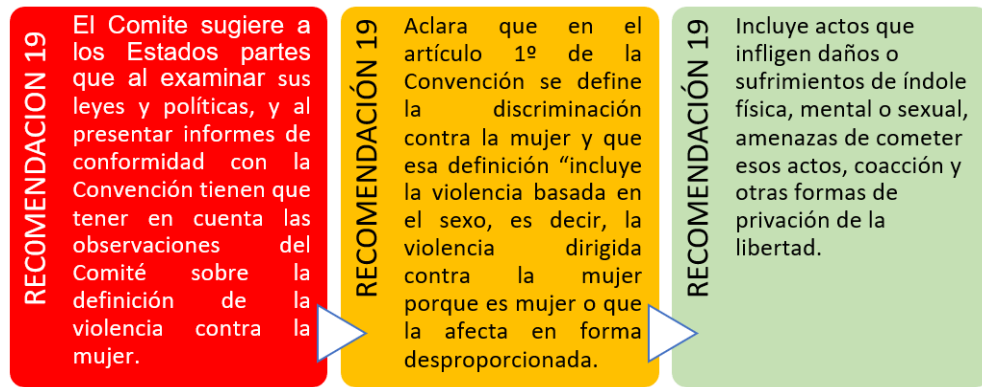 RECOMENDACION 19
El Comite sugiere a
los Estados partes
que al examinar sus
leyes y políticas, y al
presentar informes de
conformidad con la
Convención tienen que
tener en cuenta las
observaciones del
Comité sobre la
definición de la
violencia contra la
mujer.
RECOMENDACIÓN 19
Aclara que en el
artículo 1º de la
Convención se define
la discriminación
contra la mujer y que
esa definición “incluye
la violencia basada en
el sexo, es decir, la
violencia dirigida
contra la mujer
porque es mujer o que
la afecta en forma
desproporcionada.
RECOMENDACIÓN 19
Incluye actos que
infligen daños o
sufrimientos de índole
física, mental o sexual,
amenazas de cometer
esos actos, coacción y
otras formas de
privación de la
libertad.